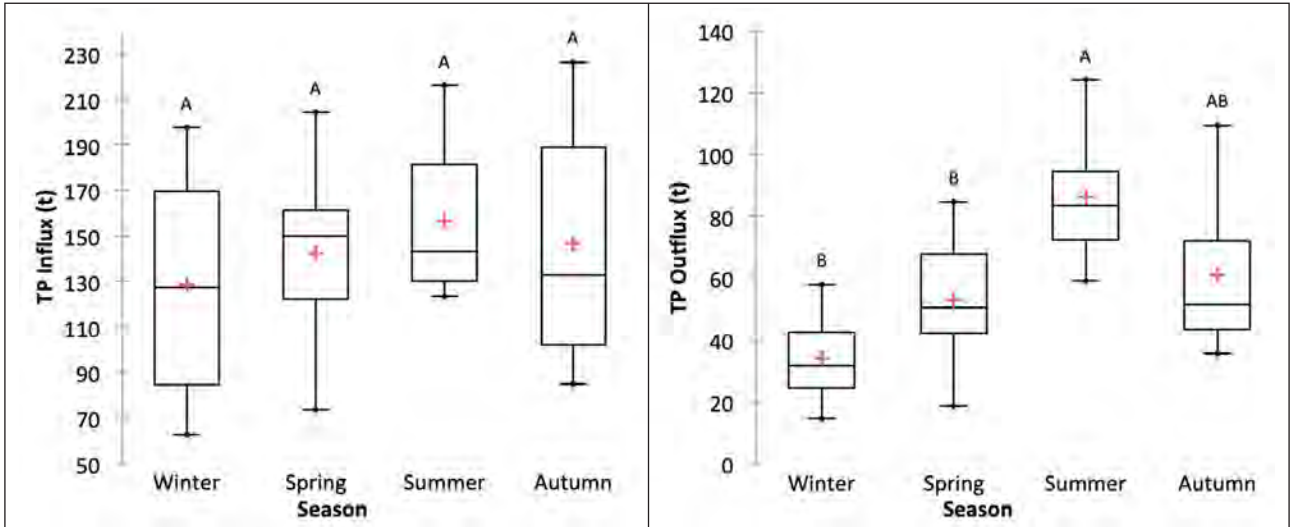 TP Influx (t)
230
210
190
170
150
130
110
90
70
50
A
A
A
A
Winter
Spring
Summer
Autumn
Season
TP Outflux (t)
140
120
100
80
60
40
20
0
B
B
A
AB
Winter
Spring
Summer
Autumn
Season